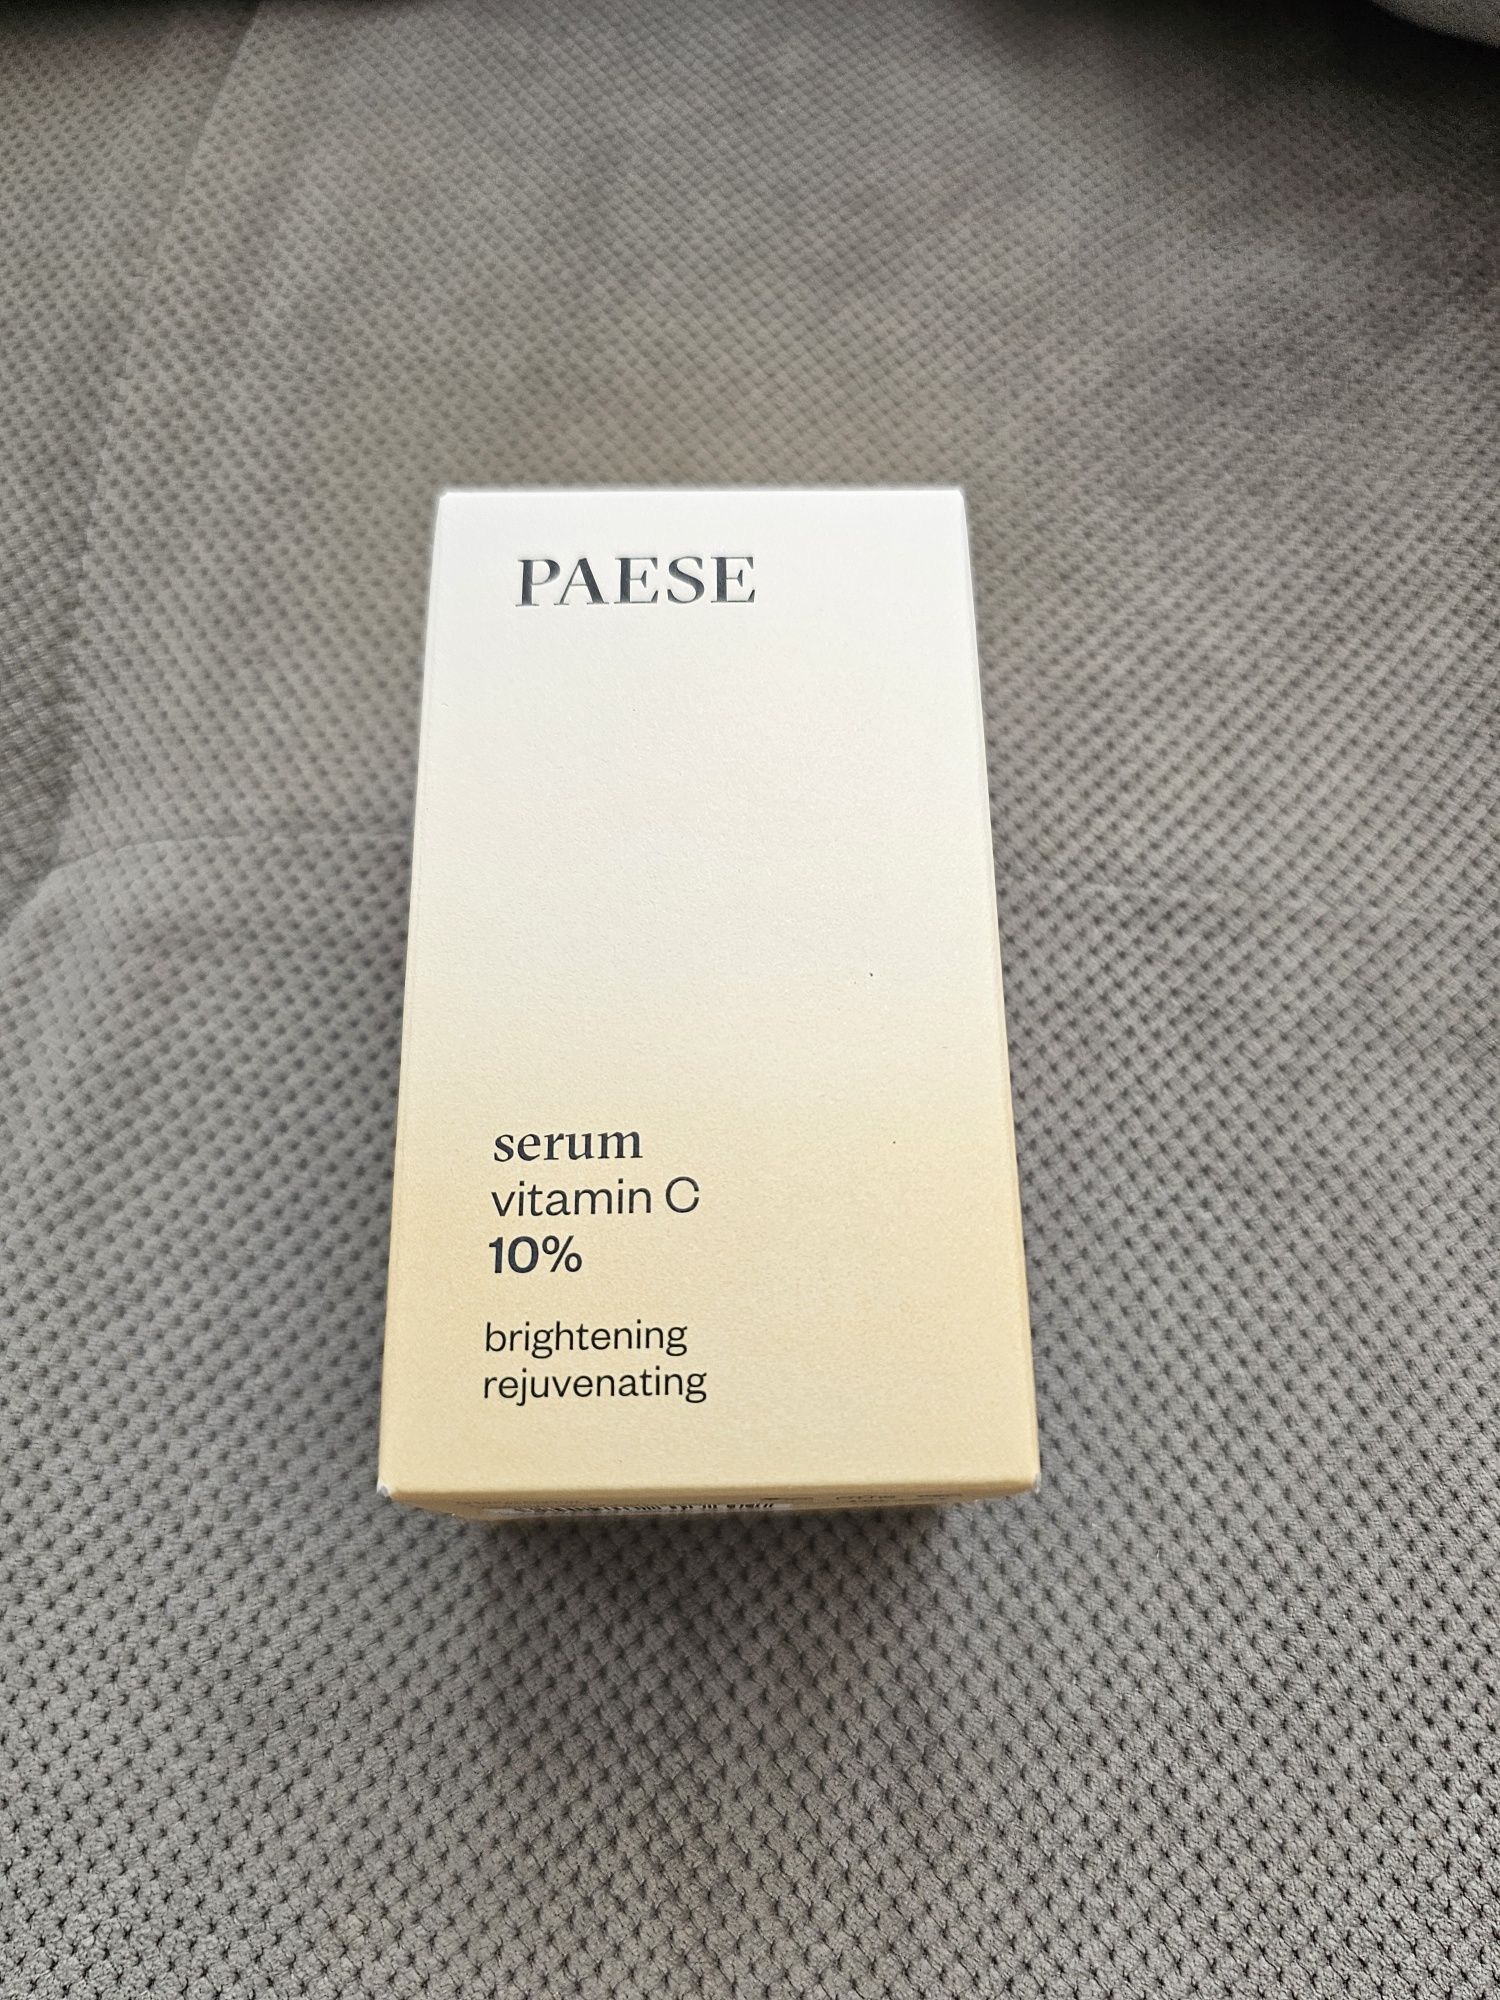 PAESE
serum
vitamin C
10%
brightening
rejuvenating